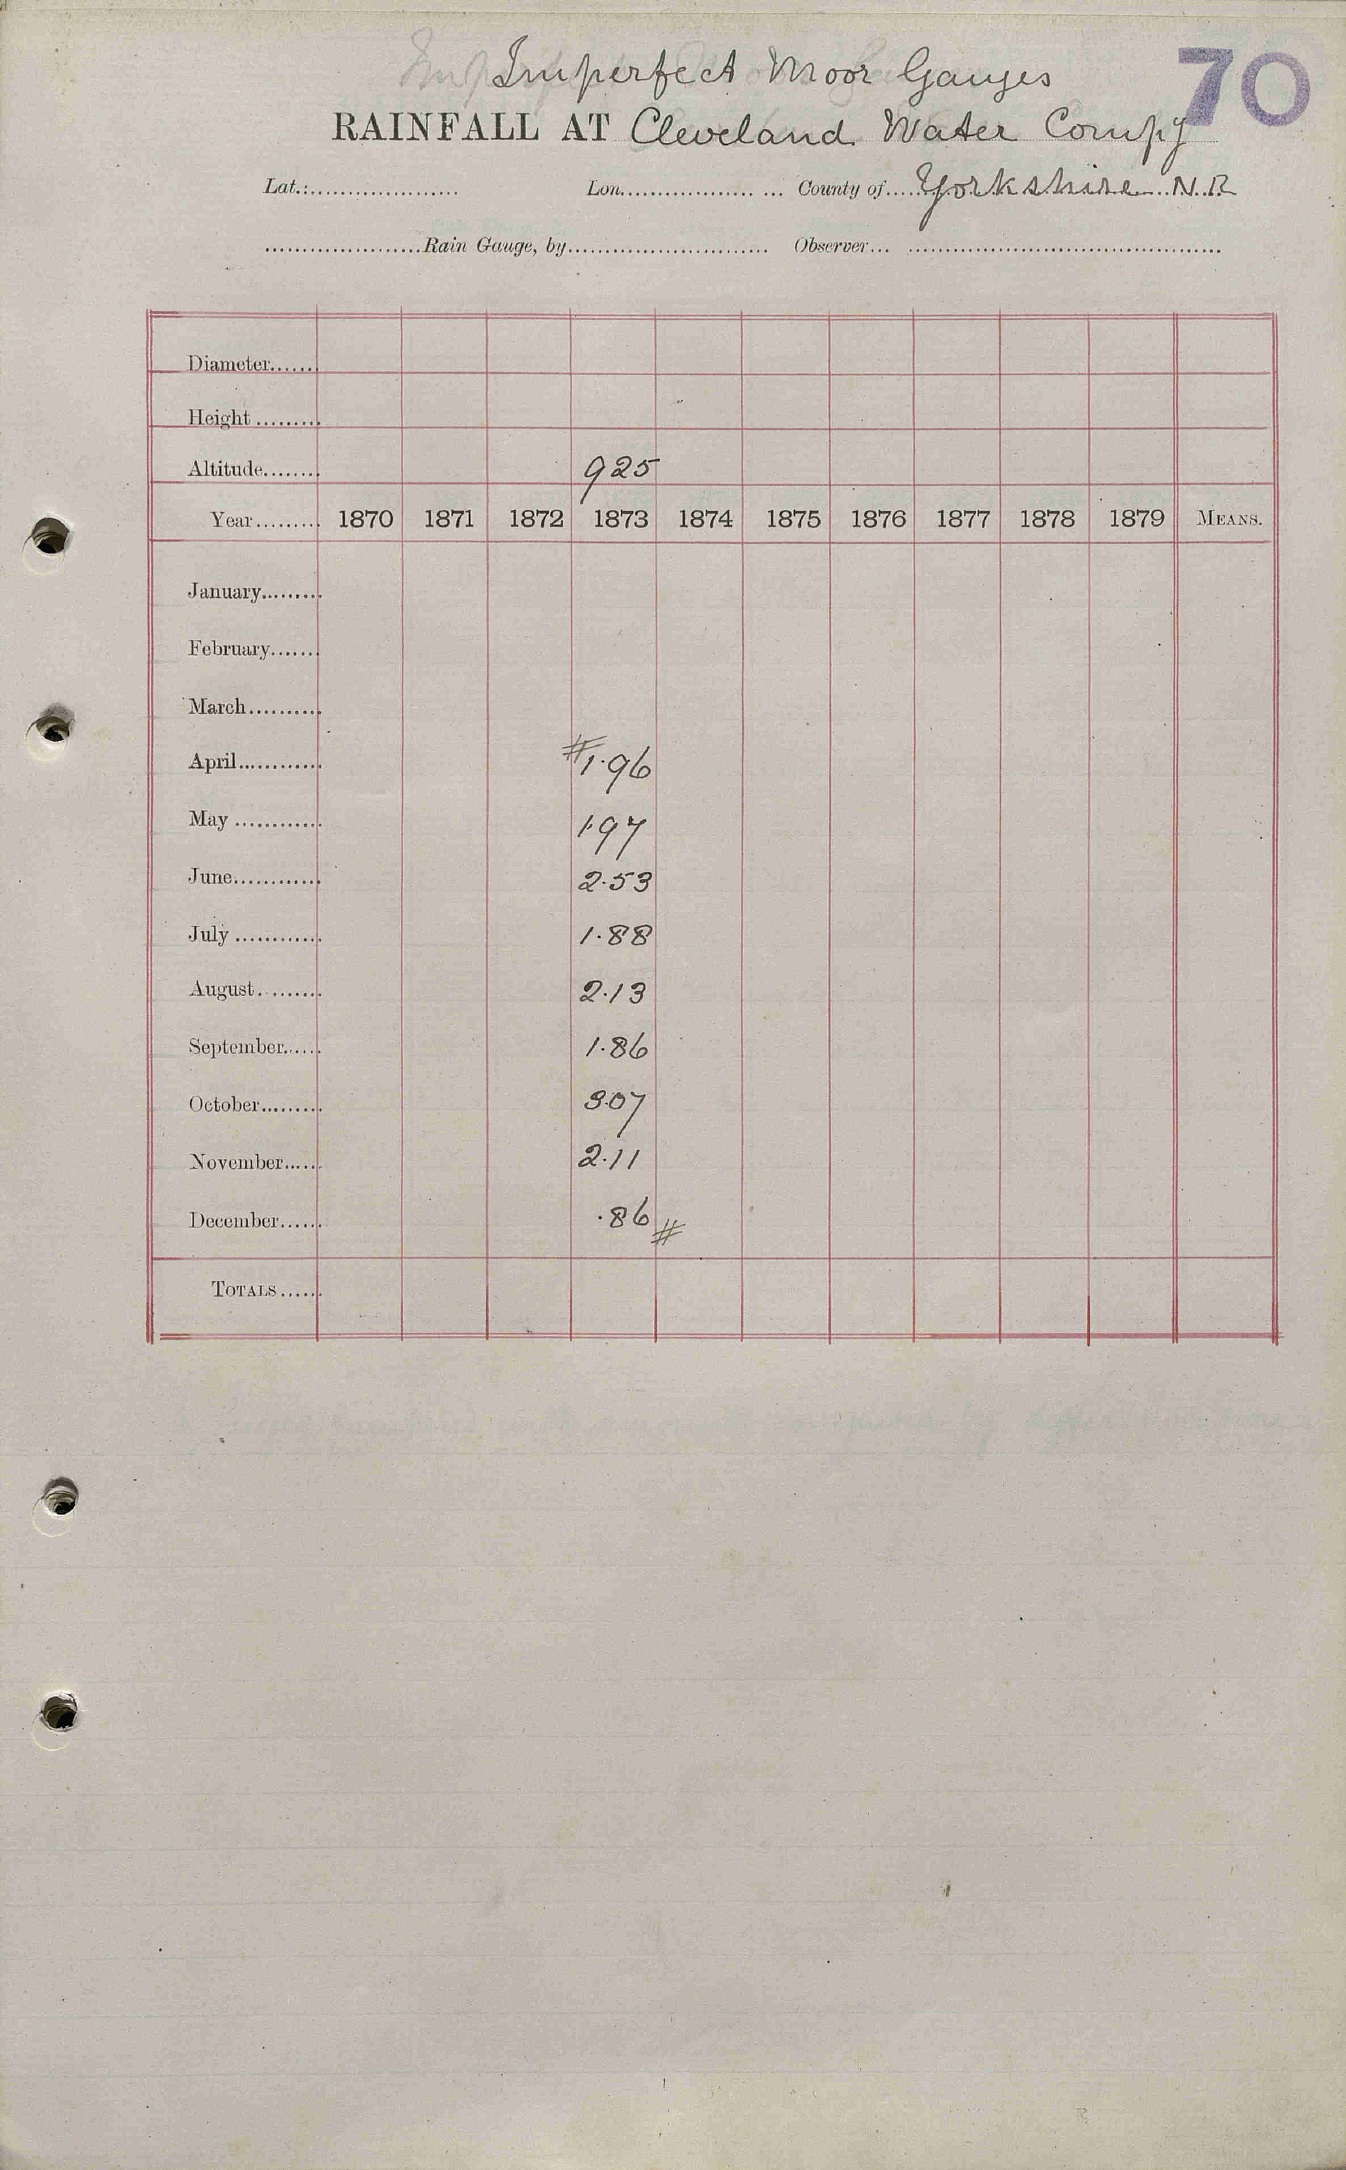 Imperfect Moor Gauges 70
RAINFALL AT Cleveland Water Compy
Lat.: Lon. County of Yorkshire N.R
Rain Gauge, by Observer
Diameter
Height
Altitude 925
Year 1870 1871 1872 1873 1874 1875 1876 1877 1878 1879 MEANS.
January
February
March
April #1.96
May 1.97
June 2.53
July 1.88
August 2.13
September 1.86
October 3.07
November 2.11
December .86 #
TOTALS